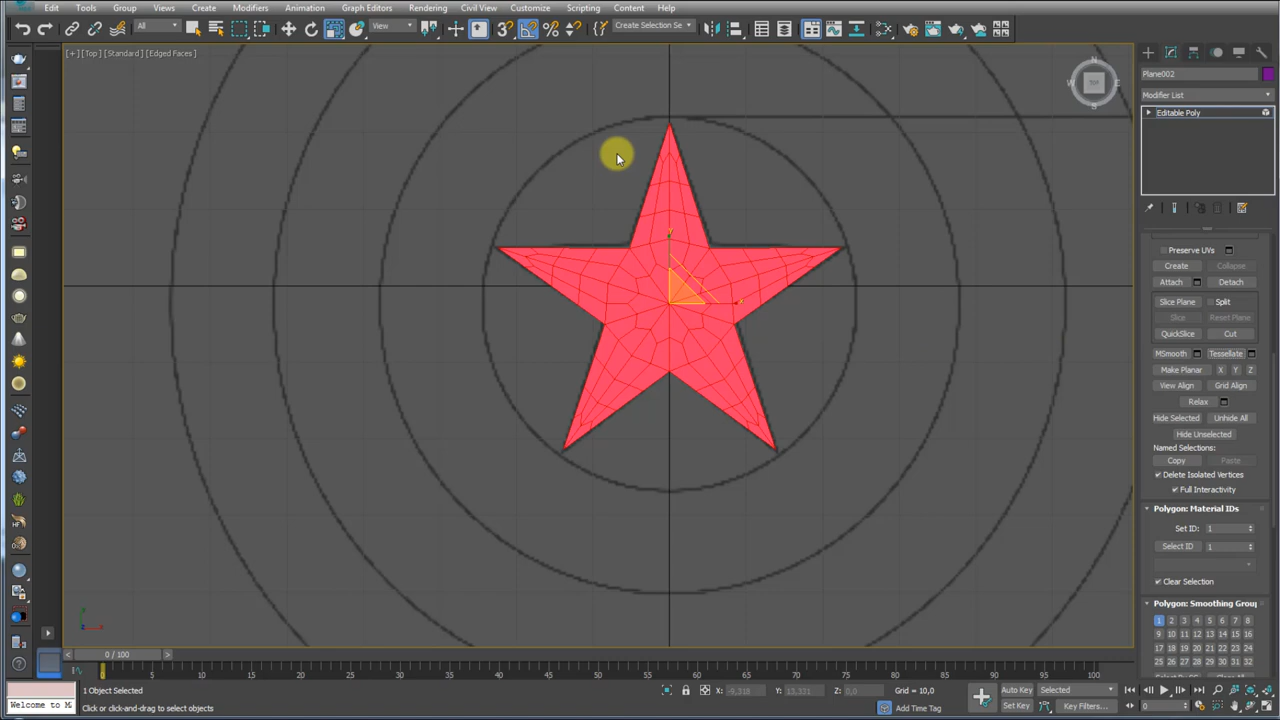 Edit Tools Group Views Create Modifiers Animation Graph Editors Rendering Civil View Customize Scripting Content Help
All View Create Selection Se
[+] [Top] [Standard] [Edged Faces]
N
W TOP E
S
y
x
Plane002
Modifier List
Editable Poly
Preserve UVs
Create Collapse
Attach Detach
Slice Plane Split
Slice Reset Plane
QuickSlice Cut
MSmooth Tessellate
Make Planar X Y Z
View Align Grid Align
Relax
Hide Selected Unhide All
Hide Unselected
Named Selections:
Copy Paste
Delete Isolated Vertices
Full Interactivity
Polygon: Material IDs
Set ID: 1
Select ID 1
Clear Selection
Polygon: Smoothing Group
1 2 3 4 5 6 7 8
9 10 11 12 13 14 15 16
17 18 19 20 21 22 23 24
25 26 27 28 29 30 31 32
0 / 100
5 10 15 20 25 30 35 40 45 50 55 60 65 70 75 80 85 90 95 100
1 Object Selected X: -9,318 Y: 13,331 Z: 0,0 Grid = 10,0 Auto Key Selected
Welcome to M Click or click-and-drag to select objects Add Time Tag Set Key Key Filters... 0